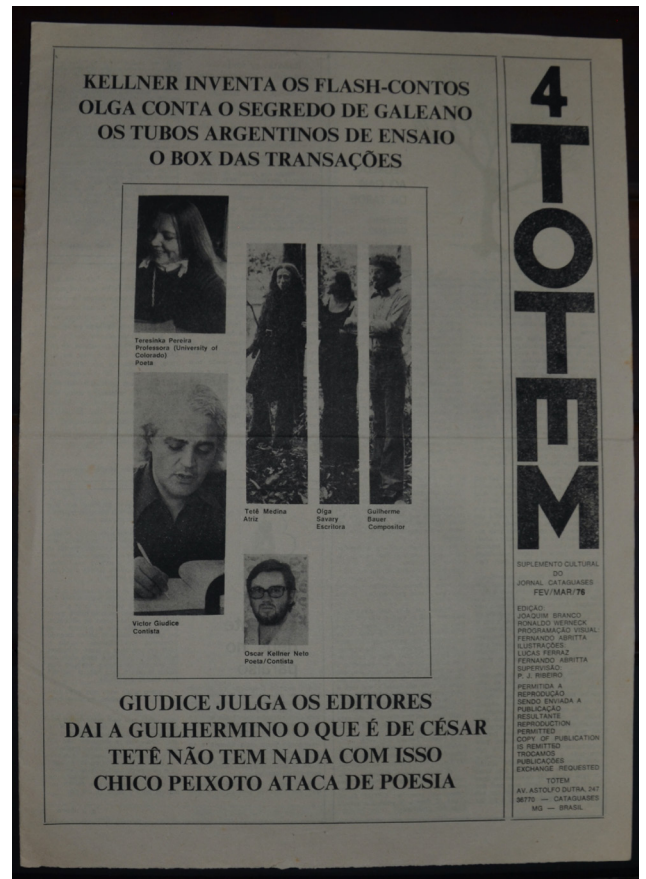 KELLNER INVENTA OS FLASH-CONTOS
OLGA CONTA O SEGREDO DE GALEANO
OS TUBOS ARGENTINOS DE ENSAIO
O BOX DAS TRANSAÇÕES
Teresinka Pereira
Professora (University of
Colorado)
Poeta
Tetê Medina
Atriz
Olga
Savary
Escritora
Guilherme
Bauer
Compositor
Victor Giudice
Contista
Oscar Kellner Neto
Poeta/Contista
GIUDICE JULGA OS EDITORES
DAI A GUILHERMINO O QUE É DE CÉSAR
TETÊ NÃO TEM NADA COM ISSO
CHICO PEIXOTO ATACA DE POESIA
4
TOTEM
SUPLEMENTO CULTURAL
DO
JORNAL CATAGUASES
FEV/MAR/76
EDIÇÃO:
JOAQUIM BRANCO
RONALDO WERNECK
PROGRAMAÇÃO VISUAL:
FERNANDO ABRITTA
ILUSTRAÇÕES:
LUCAS FERRAZ
FERNANDO ABRITTA
SUPERVISÃO:
P. J. RIBEIRO
PERMITIDA A
REPRODUÇÃO
SENDO ENVIADA A
PUBLICAÇÃO
RESULTANTE
REPRODUCTION
PERMITTED
COPY OF PUBLICATION
IS REMITTED
TROCAMOS
PUBLICAÇÕES
EXCHANGE REQUESTED
TOTEM
AV. ASTOLFO DUTRA, 247
36770 — CATAGUASES
MG — BRASIL